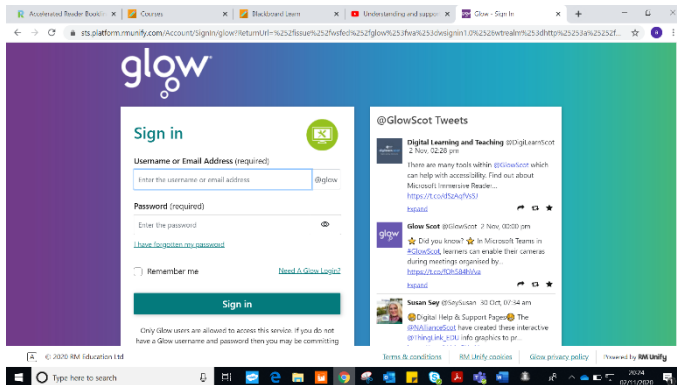 Accelerated Reader Bookfin
Courses
Blackboard Learn
Understanding and suppor
Glow - Sign In
sts.platform.rmunify.com/Account/SignIn/glow?ReturnUrl=%252fissue%252fwsfed%252fglow%253fwa%253dwsignin1.0%2526wtrealm%253dhttp%25253a%25252f...
glow
Sign in
Username or Email Address (required)
Enter the username or email address
@glow
Password (required)
Enter the password
I have forgotten my password
Remember me
Need A Glow Login?
Sign in
Only Glow users are allowed to access this service. If you do not
have a Glow username and password then you may be committing
@GlowScot Tweets
Digital Learning and Teaching @DigiLearnScot
2 Nov, 02:28 pm
There are many tools within @GlowScot which
can help with accessibility. Find out about
Microsoft Immersive Reader...
Expand
glow
Glow Scot @GlowScot 2 Nov, 00:00 pm
⭐ Did you know? ⭐ In Microsoft Teams in
#GlowScot, learners can enable their cameras
during meetings organised by...
Expand
Susan Sey @SeySusan 30 Oct, 07:34 am
Digital Help & Support Pages The
@NAllianceScot have created these interactive
@ThingLink_EDU info graphics to pr...
© 2020 RM Education Ltd
Terms & conditions
RM Unify cookies
Glow privacy policy
Powered by RM Unify
Type here to search
20:24
02/11/2020